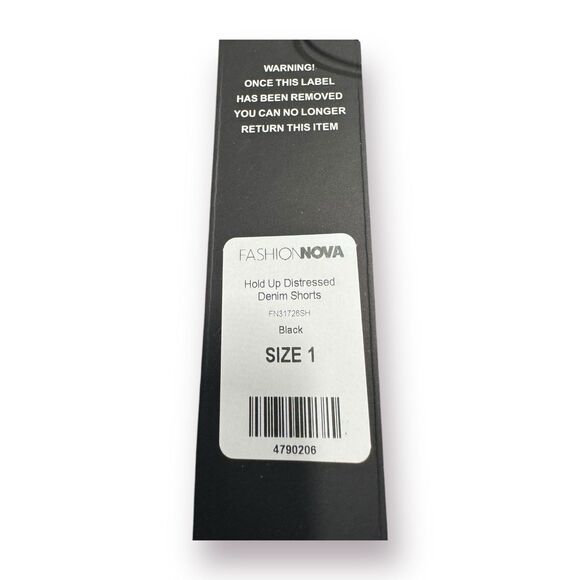 WARNING!
ONCE THIS LABEL
HAS BEEN REMOVED
YOU CAN NO LONGER
RETURN THIS ITEM
FASHIONNOVA
Hold Up Distressed
Denim Shorts
FN31726SH
Black
SIZE 1
4790206